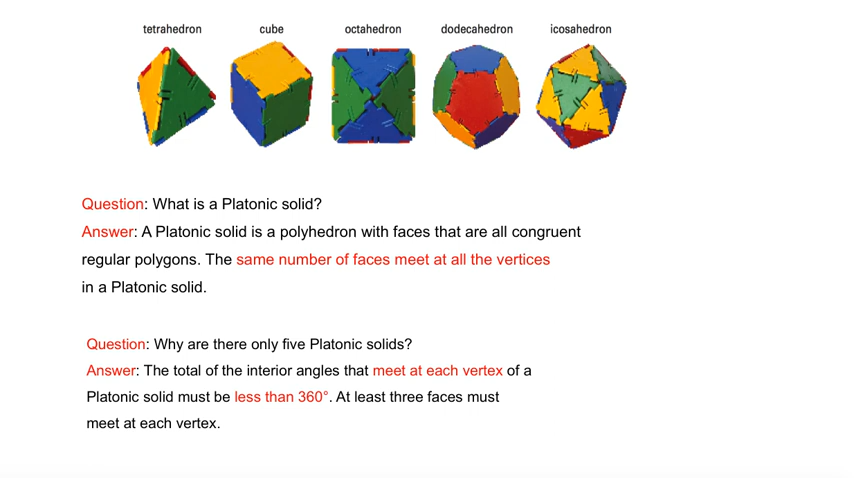 tetrahedron cube octahedron dodecahedron icosahedron
Question: What is a Platonic solid?
Answer: A Platonic solid is a polyhedron with faces that are all congruent
regular polygons. The same number of faces meet at all the vertices
in a Platonic solid.
Question: Why are there only five Platonic solids?
Answer: The total of the interior angles that meet at each vertex of a
Platonic solid must be less than 360°. At least three faces must
meet at each vertex.